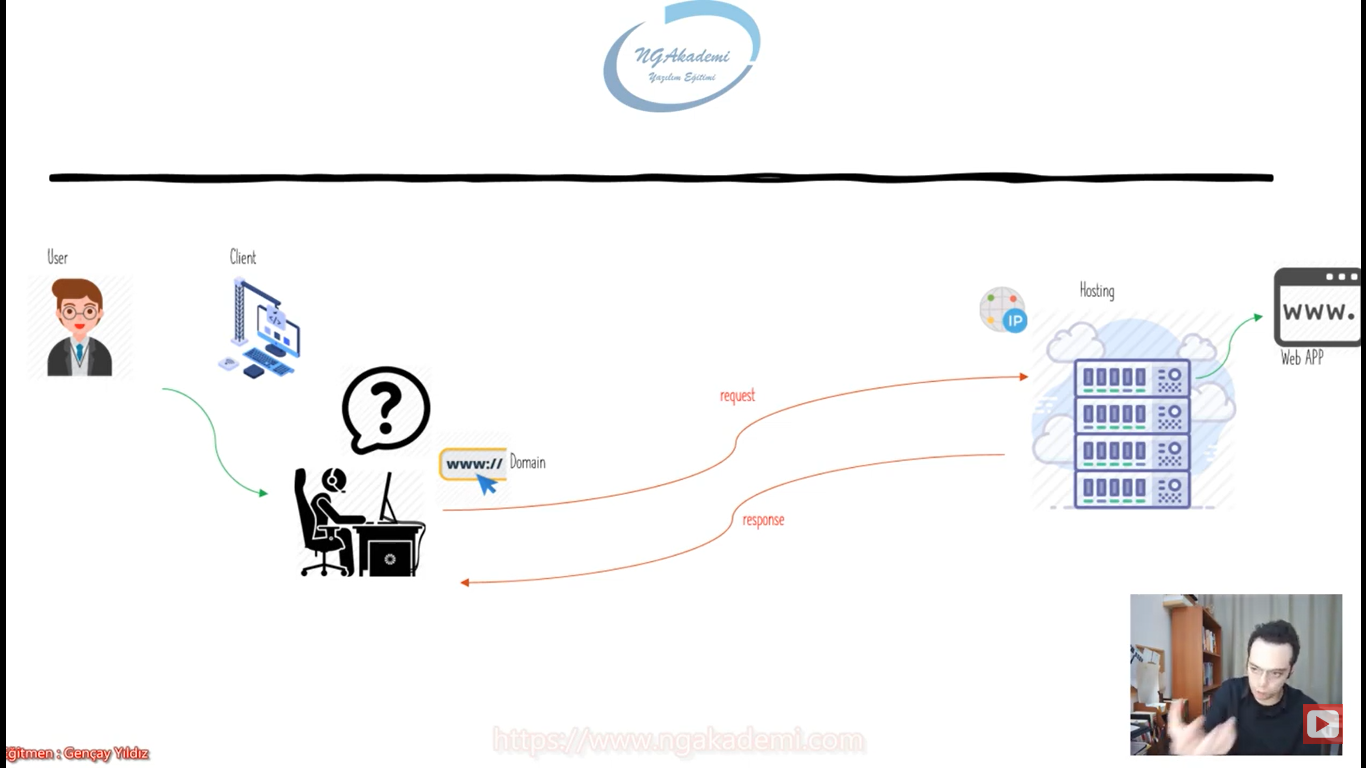 NGAkademi
Yazılım Eğitimi
User
Client
Hosting
IP
www.
Web APP
request
www://
Domain
response
https://www.ngakademi.com
ğitmen : Gençay Yıldız